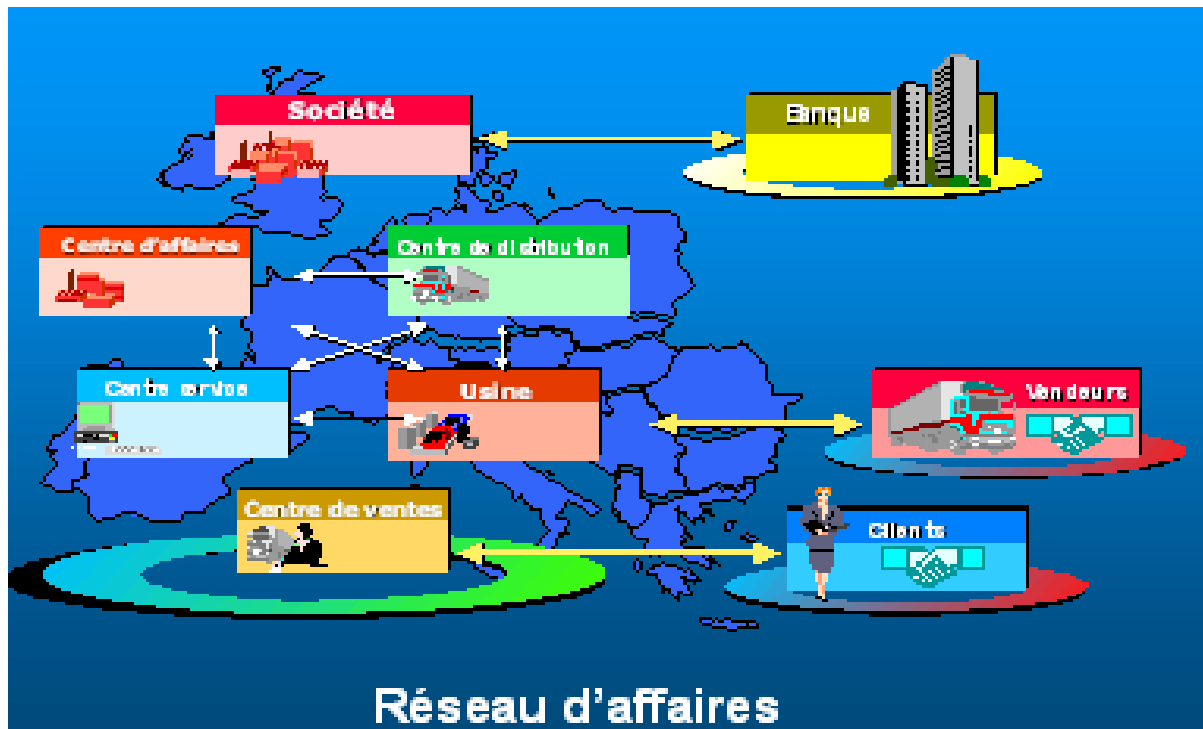 Société
Banque
Centre d'affaires
Centre de distribution
Centre service
Usine
Vendeurs
Centre de ventes
Clients
Réseau d'affaires